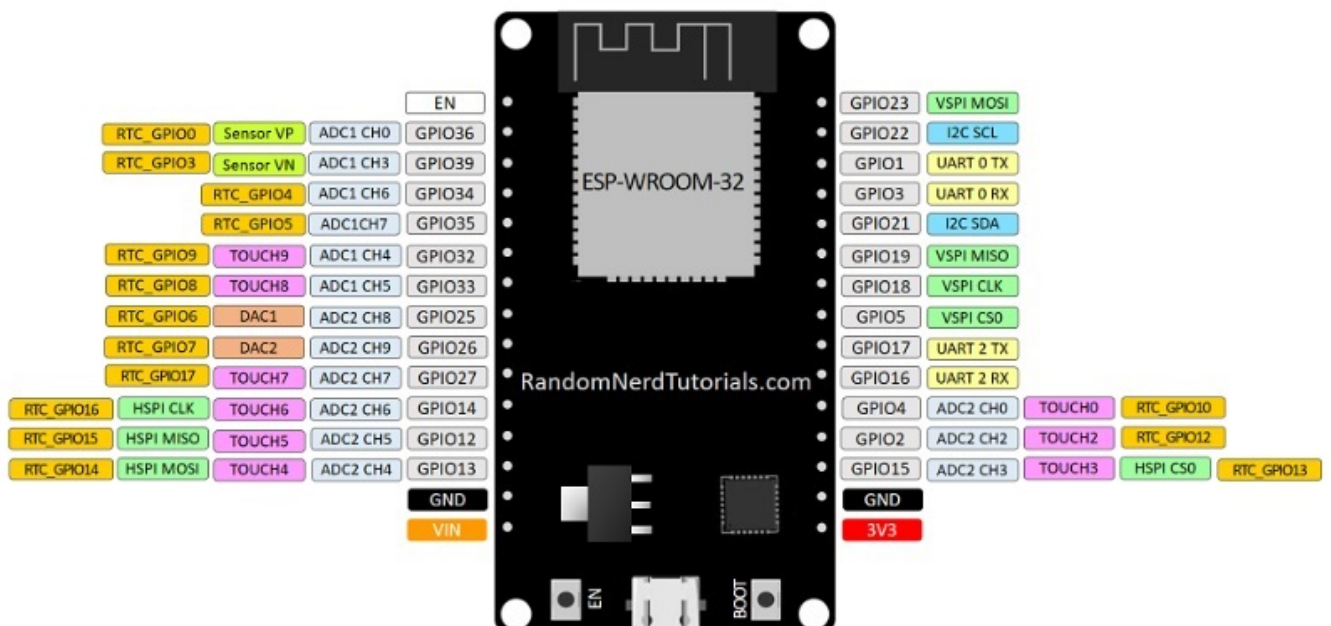 EN GPIO23 VSPI MOSI
RTC_GPIO0 Sensor VP ADC1 CH0 GPIO36 GPIO22 I2C SCL
RTC_GPIO3 Sensor VN ADC1 CH3 GPIO39 GPIO1 UART 0 TX
RTC_GPIO4 ADC1 CH6 GPIO34 ESP-WROOM-32 GPIO3 UART 0 RX
RTC_GPIO5 ADC1CH7 GPIO35 GPIO21 I2C SDA
RTC_GPIO9 TOUCH9 ADC1 CH4 GPIO32 GPIO19 VSPI MISO
RTC_GPIO8 TOUCH8 ADC1 CH5 GPIO33 GPIO18 VSPI CLK
RTC_GPIO6 DAC1 ADC2 CH8 GPIO25 GPIO5 VSPI CS0
RTC_GPIO7 DAC2 ADC2 CH9 GPIO26 GPIO17 UART 2 TX
RTC_GPIO17 TOUCH7 ADC2 CH7 GPIO27 RandomNerdTutorials.com GPIO16 UART 2 RX
RTC_GPIO16 HSPI CLK TOUCH6 ADC2 CH6 GPIO14 GPIO4 ADC2 CH0 TOUCH0 RTC_GPIO10
RTC_GPIO15 HSPI MISO TOUCH5 ADC2 CH5 GPIO12 GPIO2 ADC2 CH2 TOUCH2 RTC_GPIO12
RTC_GPIO14 HSPI MOSI TOUCH4 ADC2 CH4 GPIO13 GPIO15 ADC2 CH3 TOUCH3 HSPI CS0 RTC_GPIO13
GND GND
VIN 3V3
EN BOOT